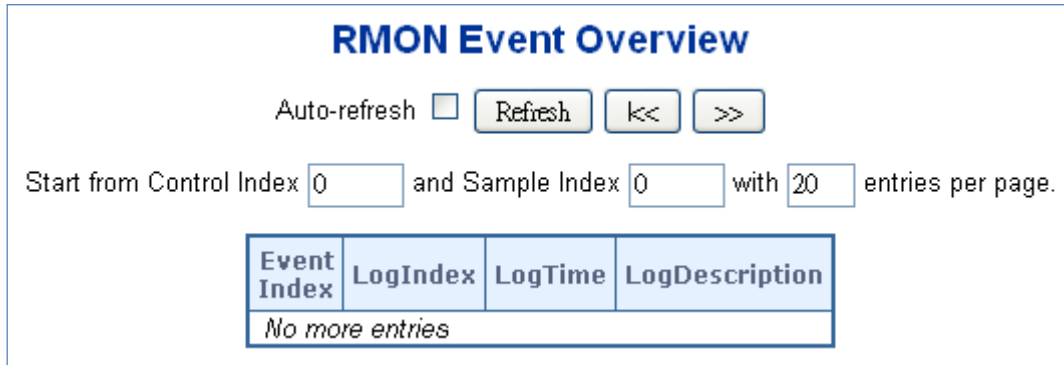 RMON Event Overview
Auto-refresh Refresh k<< >>
Start from Control Index 0 and Sample Index 0 with 20 entries per page.
Event Index LogIndex LogTime LogDescription
No more entries